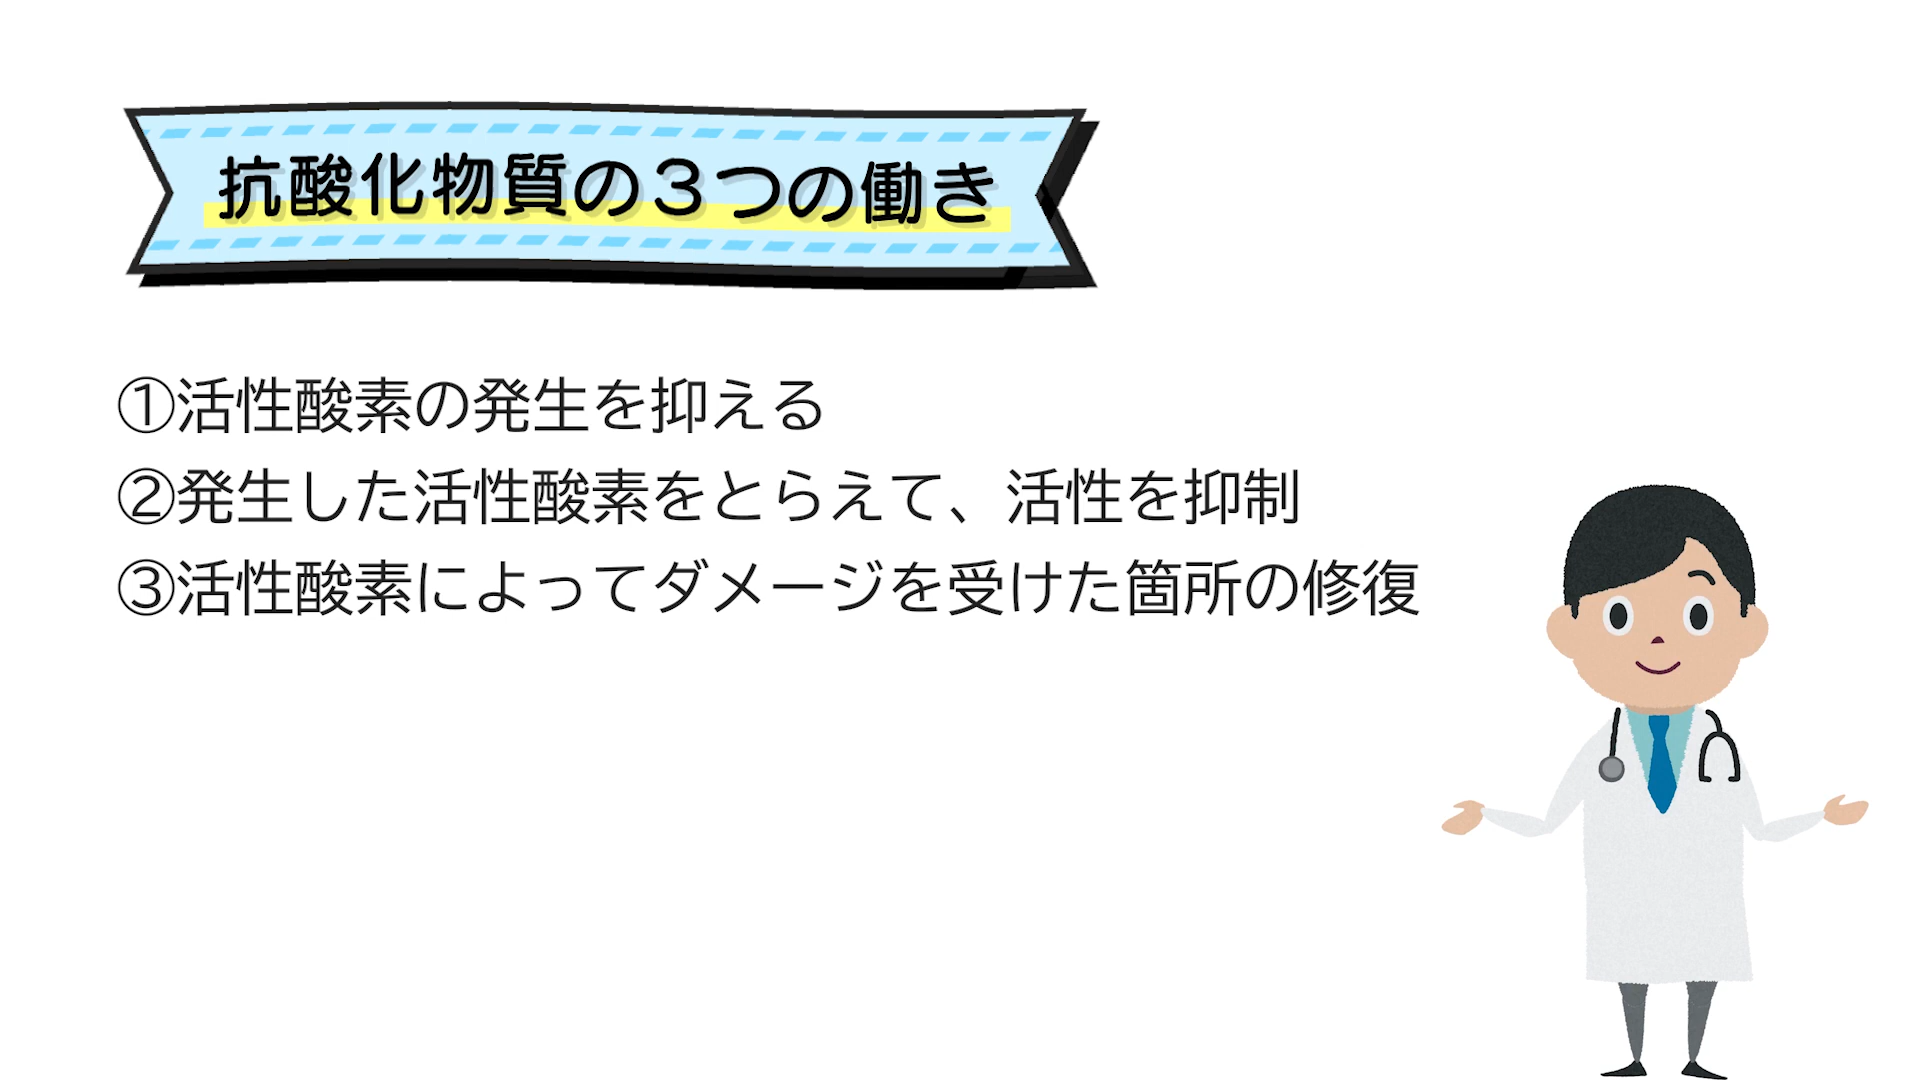 抗酸化物質の３つの働き
①活性酸素の発生を抑える
②発生した活性酸素をとらえて、活性を抑制
③活性酸素によってダメージを受けた箇所の修復